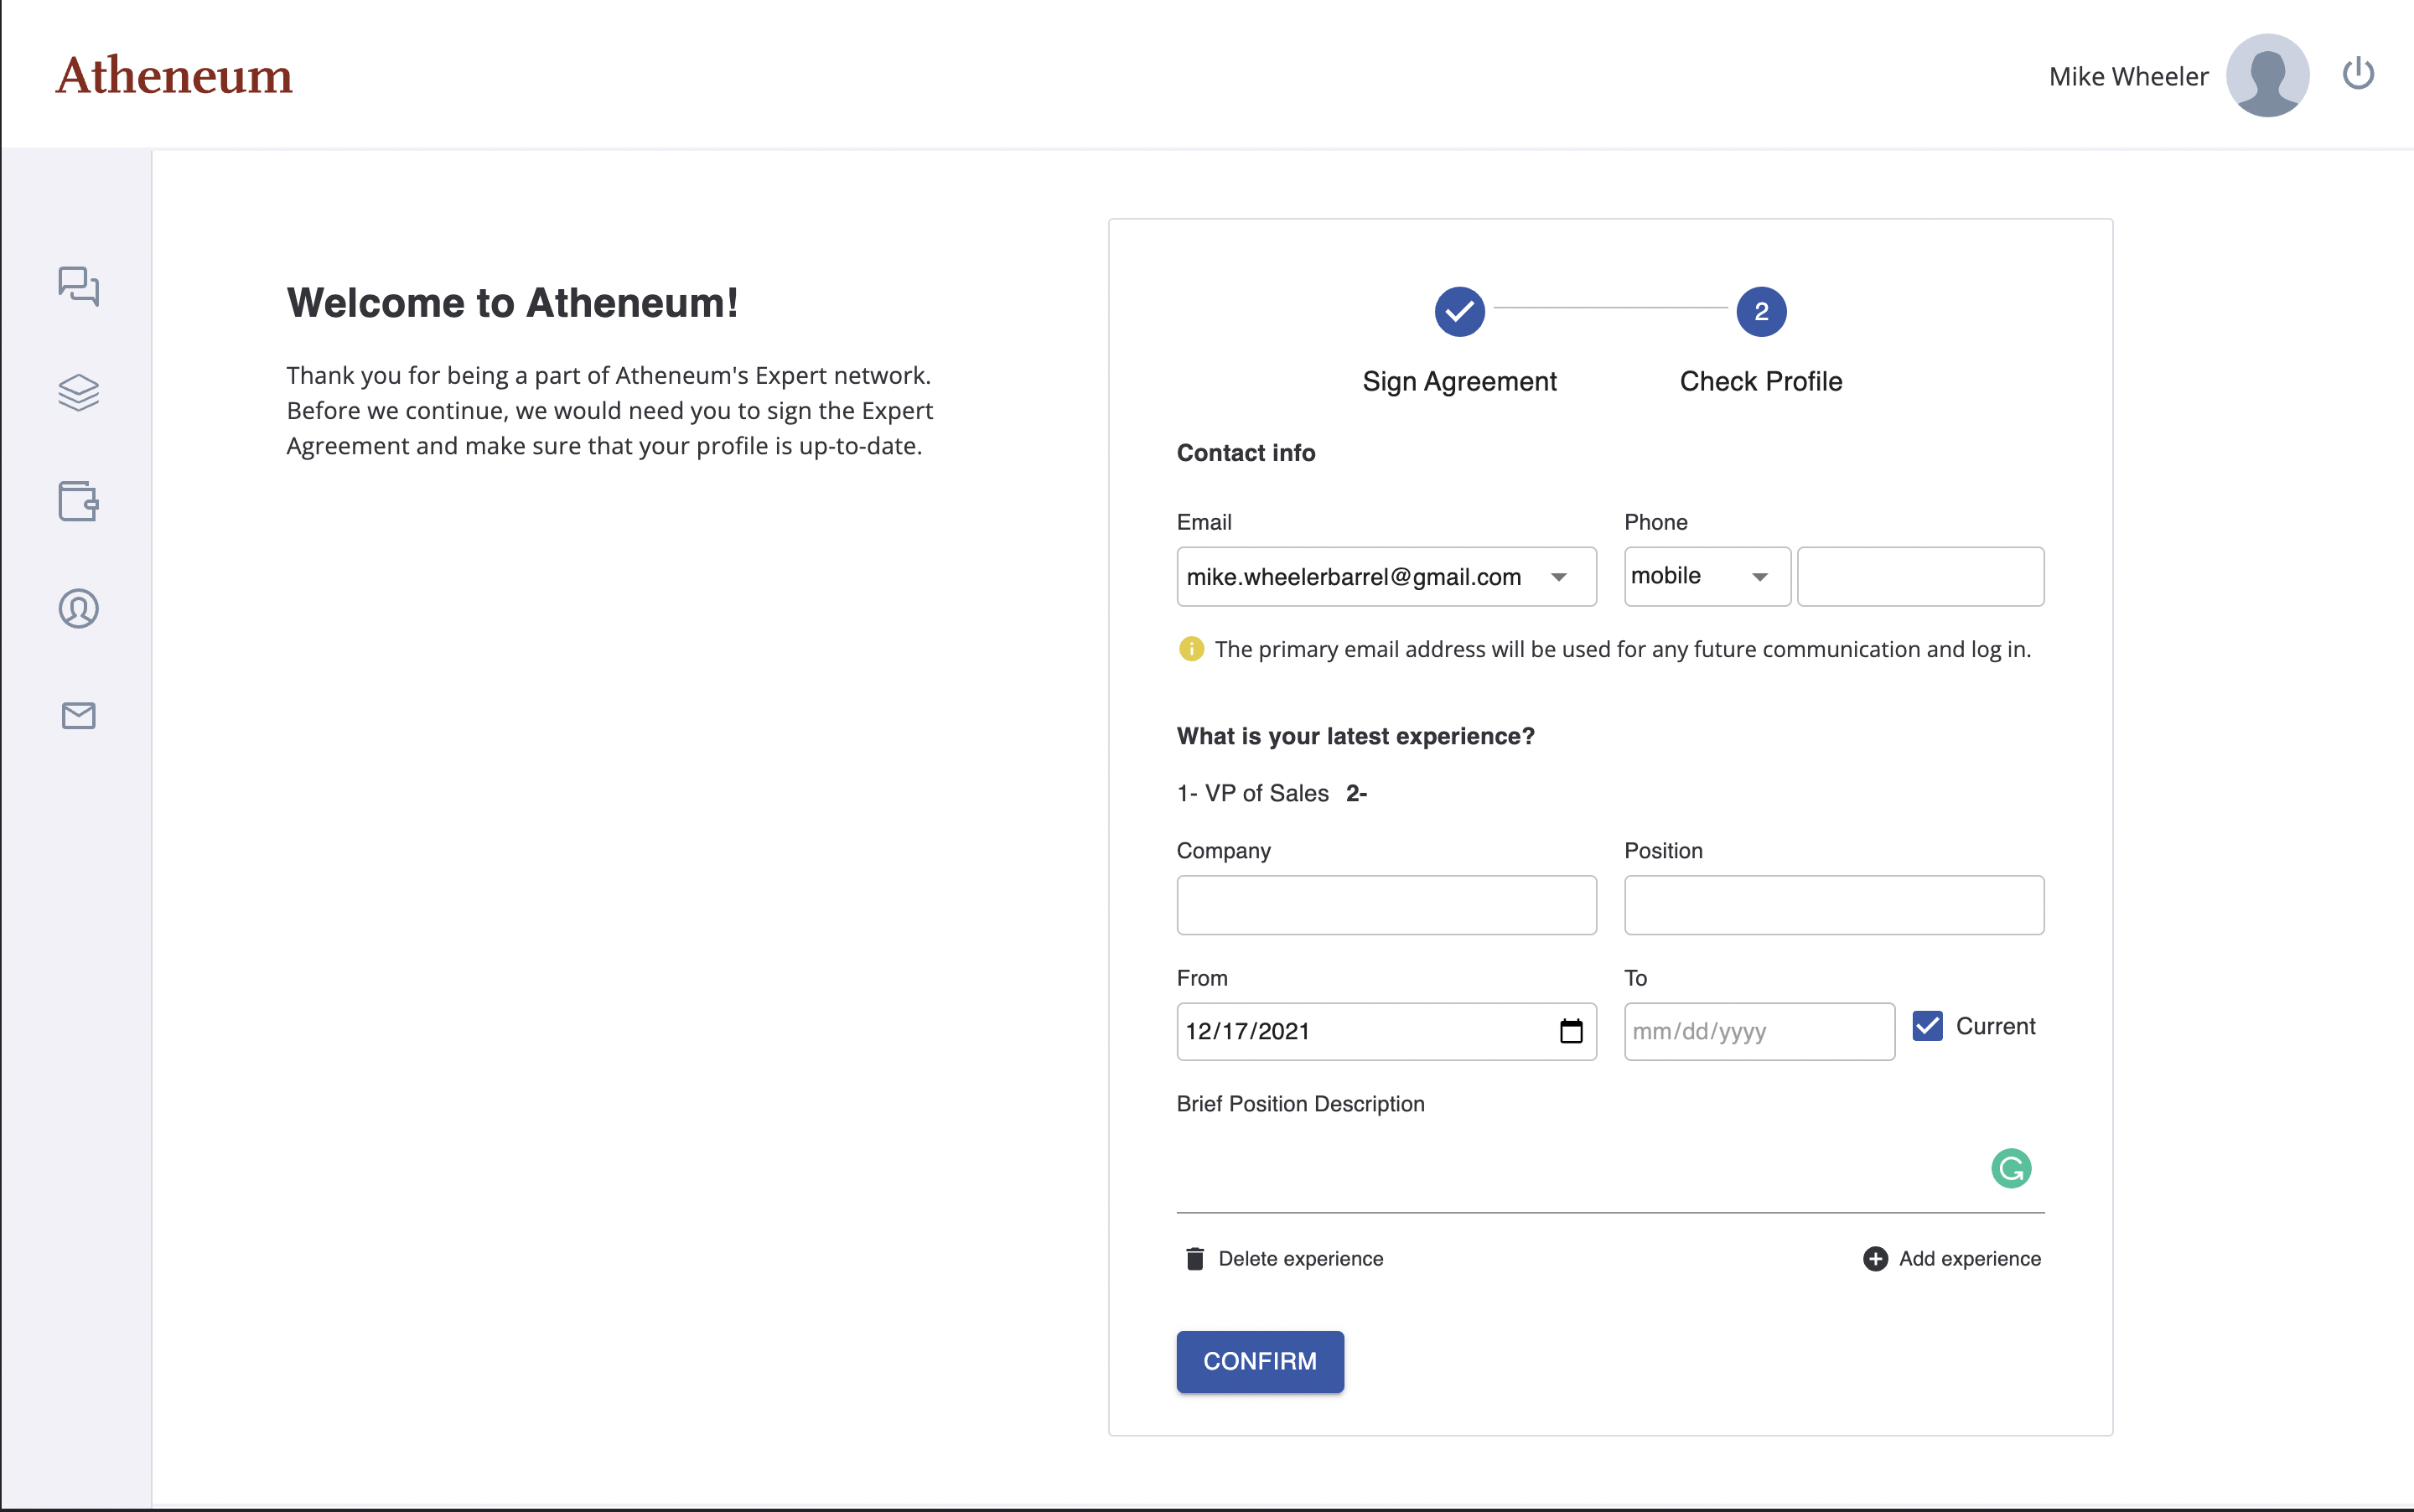 Atheneum
Mike Wheeler
Welcome to Atheneum!
Thank you for being a part of Atheneum's Expert network.
Before we continue, we would need you to sign the Expert
Agreement and make sure that your profile is up-to-date.
2
Sign Agreement
Check Profile
Contact info
Email
Phone
mike.wheelerbarrel@gmail.com
mobile
The primary email address will be used for any future communication and log in.
What is your latest experience?
1- VP of Sales 2-
Company
Position
From
To
12/17/2021
mm/dd/yyyy
Current
Brief Position Description
Delete experience
Add experience
CONFIRM